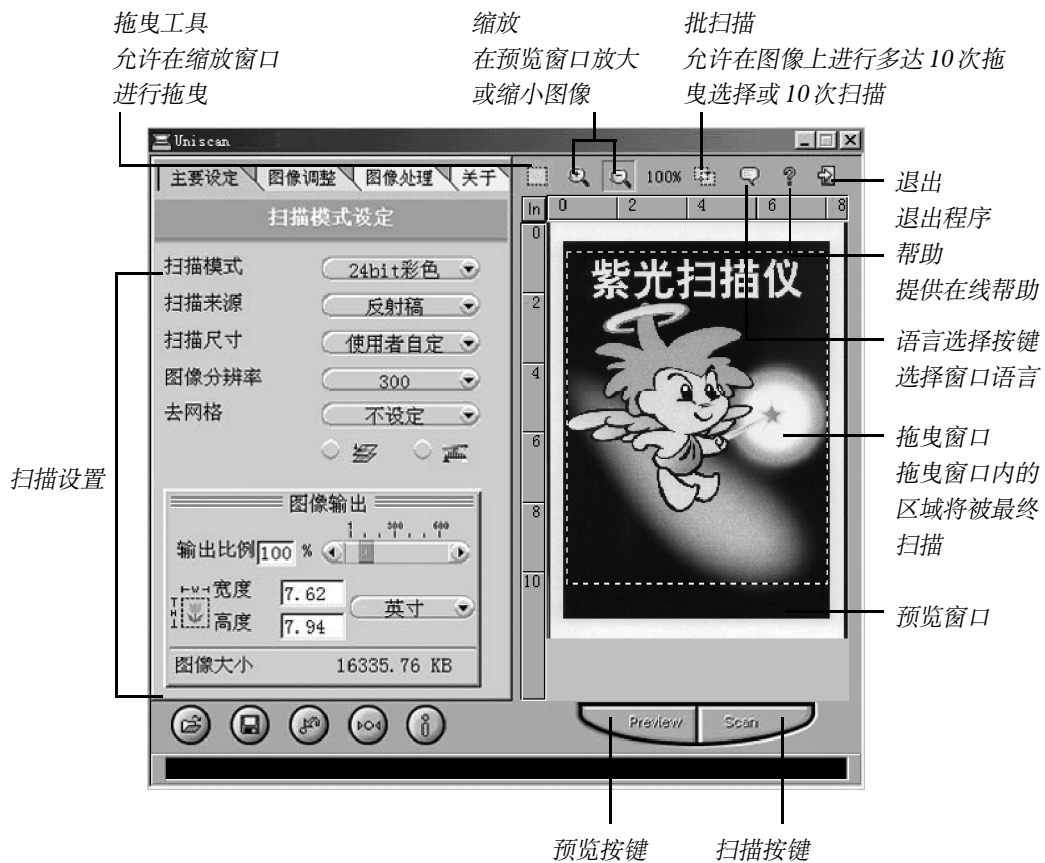 拖曳工具
允许在缩放窗口
进行拖曳
缩放
在预览窗口放大
或缩小图像
批扫描
允许在图像上进行多达 10 次拖
曳选择或 10 次扫描
Uniscan
主要设定 图像调整 图像处理 关于
100%
扫描模式设定
In 0 2 4 6 8
0
2
4
6
8
10
扫描模式 24bit彩色
扫描来源 反射稿
扫描尺寸 使用者自定
图像分辨率 300
去网格 不设定
图像输出
1 . . 300 . . 600
输出比例 100 %
W 宽度 7.62
H 高度 7.94
英寸
图像大小 16335.76 KB
紫光扫描仪
Preview Scan
扫描设置
退出
退出程序
帮助
提供在线帮助
语言选择按键
选择窗口语言
拖曳窗口
拖曳窗口内的
区域将被最终
扫描
预览窗口
预览按键
扫描按键